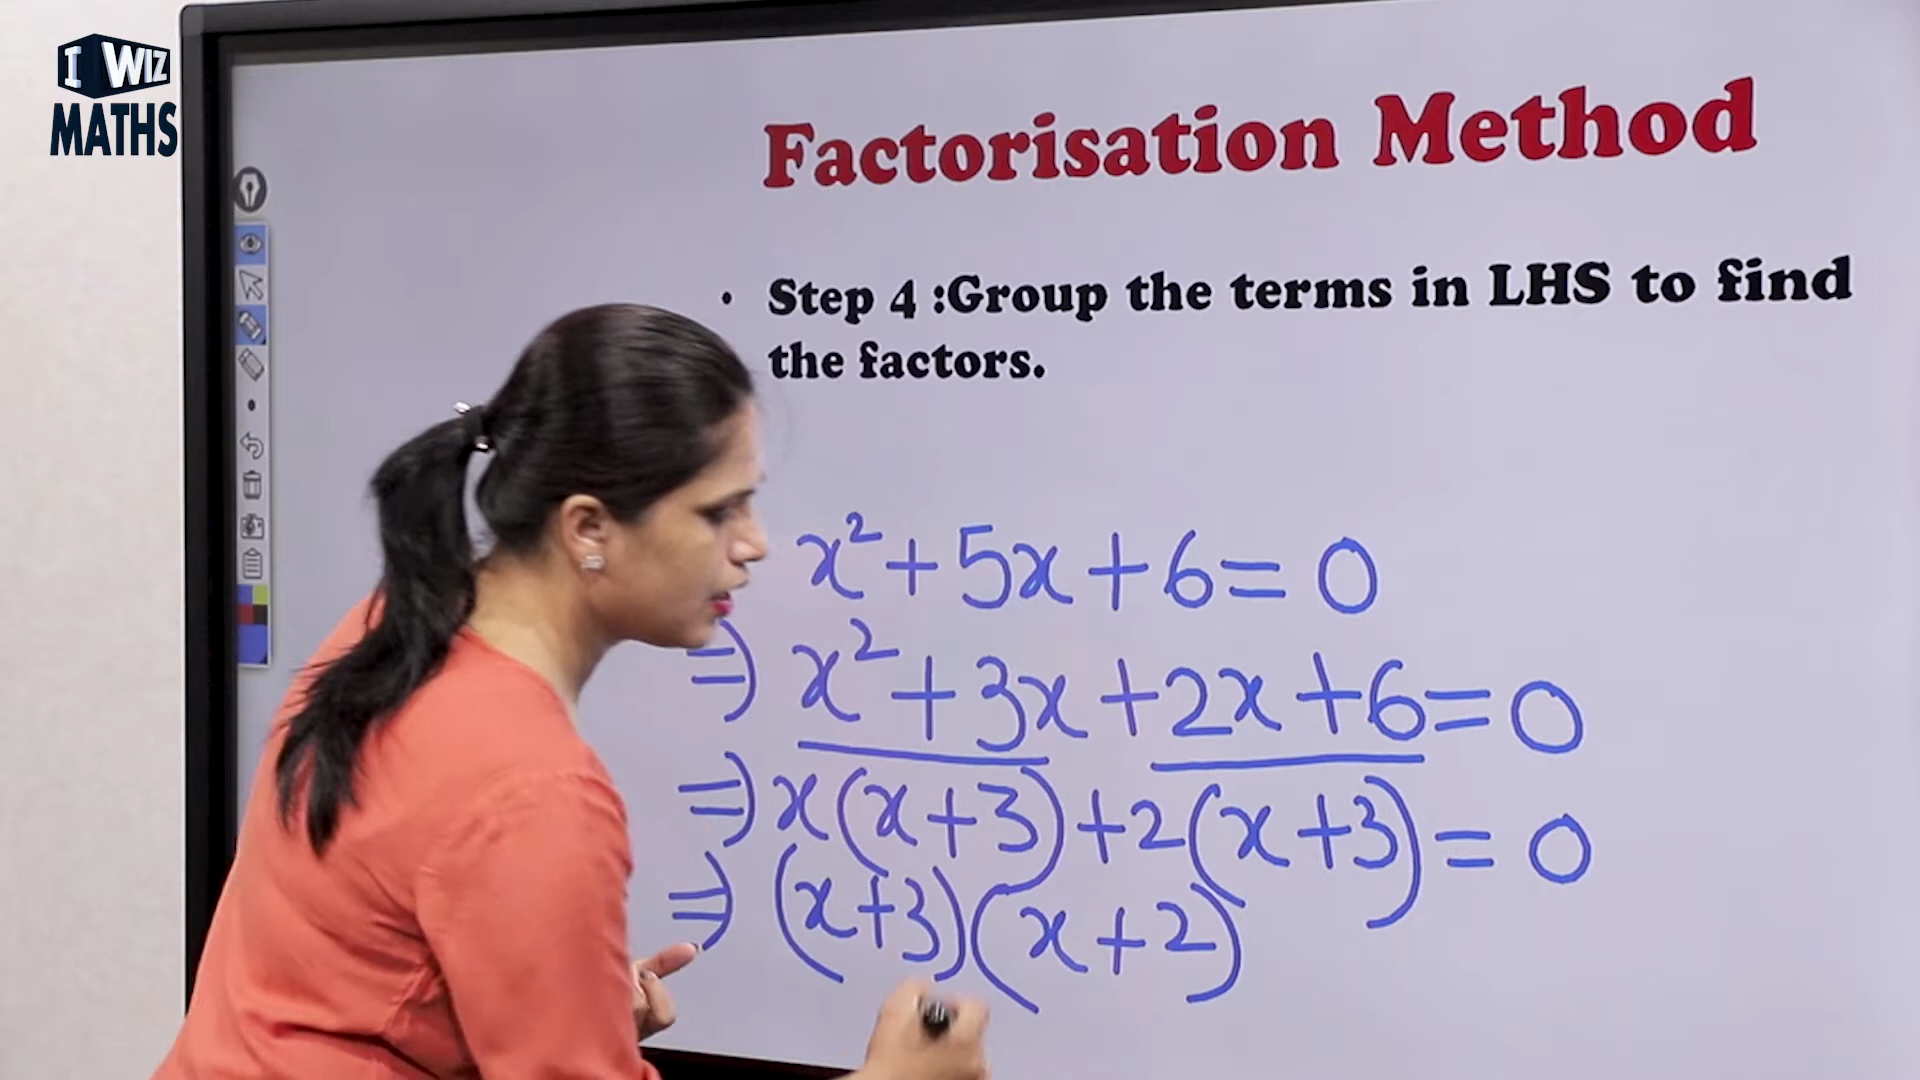 I WIZ
MATHS
Factorisation Method
• Step 4 :Group the terms in LHS to find
the factors.
x² + 5x + 6 = 0
⇒ x² + 3x + 2x + 6 = 0
⇒ x(x+3) + 2(x+3) = 0
⇒ (x+3)(x+2)